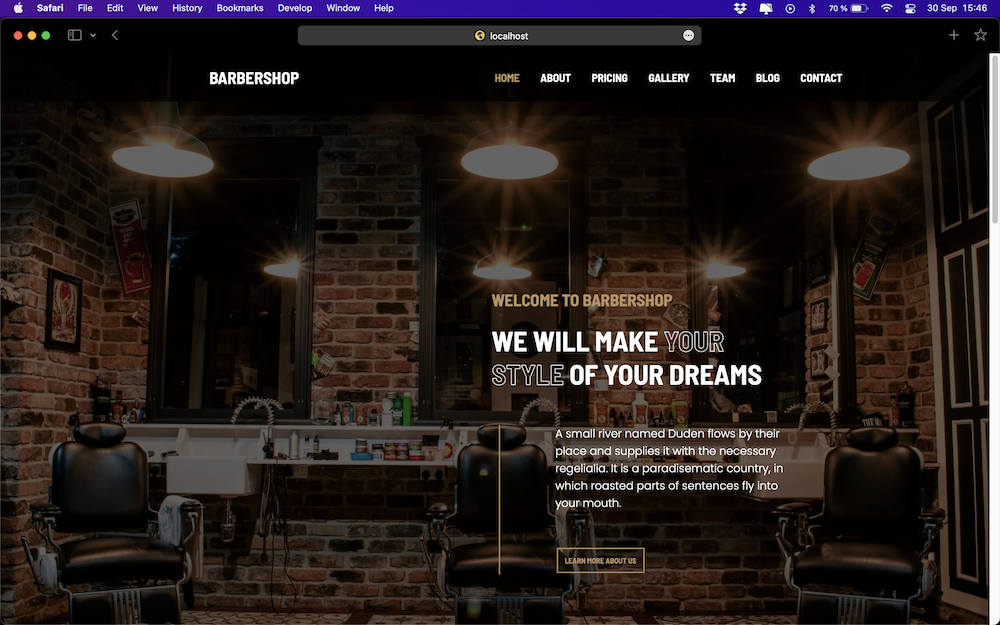 Safari File Edit View History Bookmarks Develop Window Help 70 % 30 Sep 15:46
localhost
BARBERSHOP HOME ABOUT PRICING GALLERY TEAM BLOG CONTACT
WELCOME TO BARBERSHOP
WE WILL MAKE YOUR
STYLE OF YOUR DREAMS
A small river named Duden flows by their
place and supplies it with the necessary
regelialia. It is a paradisematic country, in
which roasted parts of sentences fly into
your mouth.
LEARN MORE ABOUT US